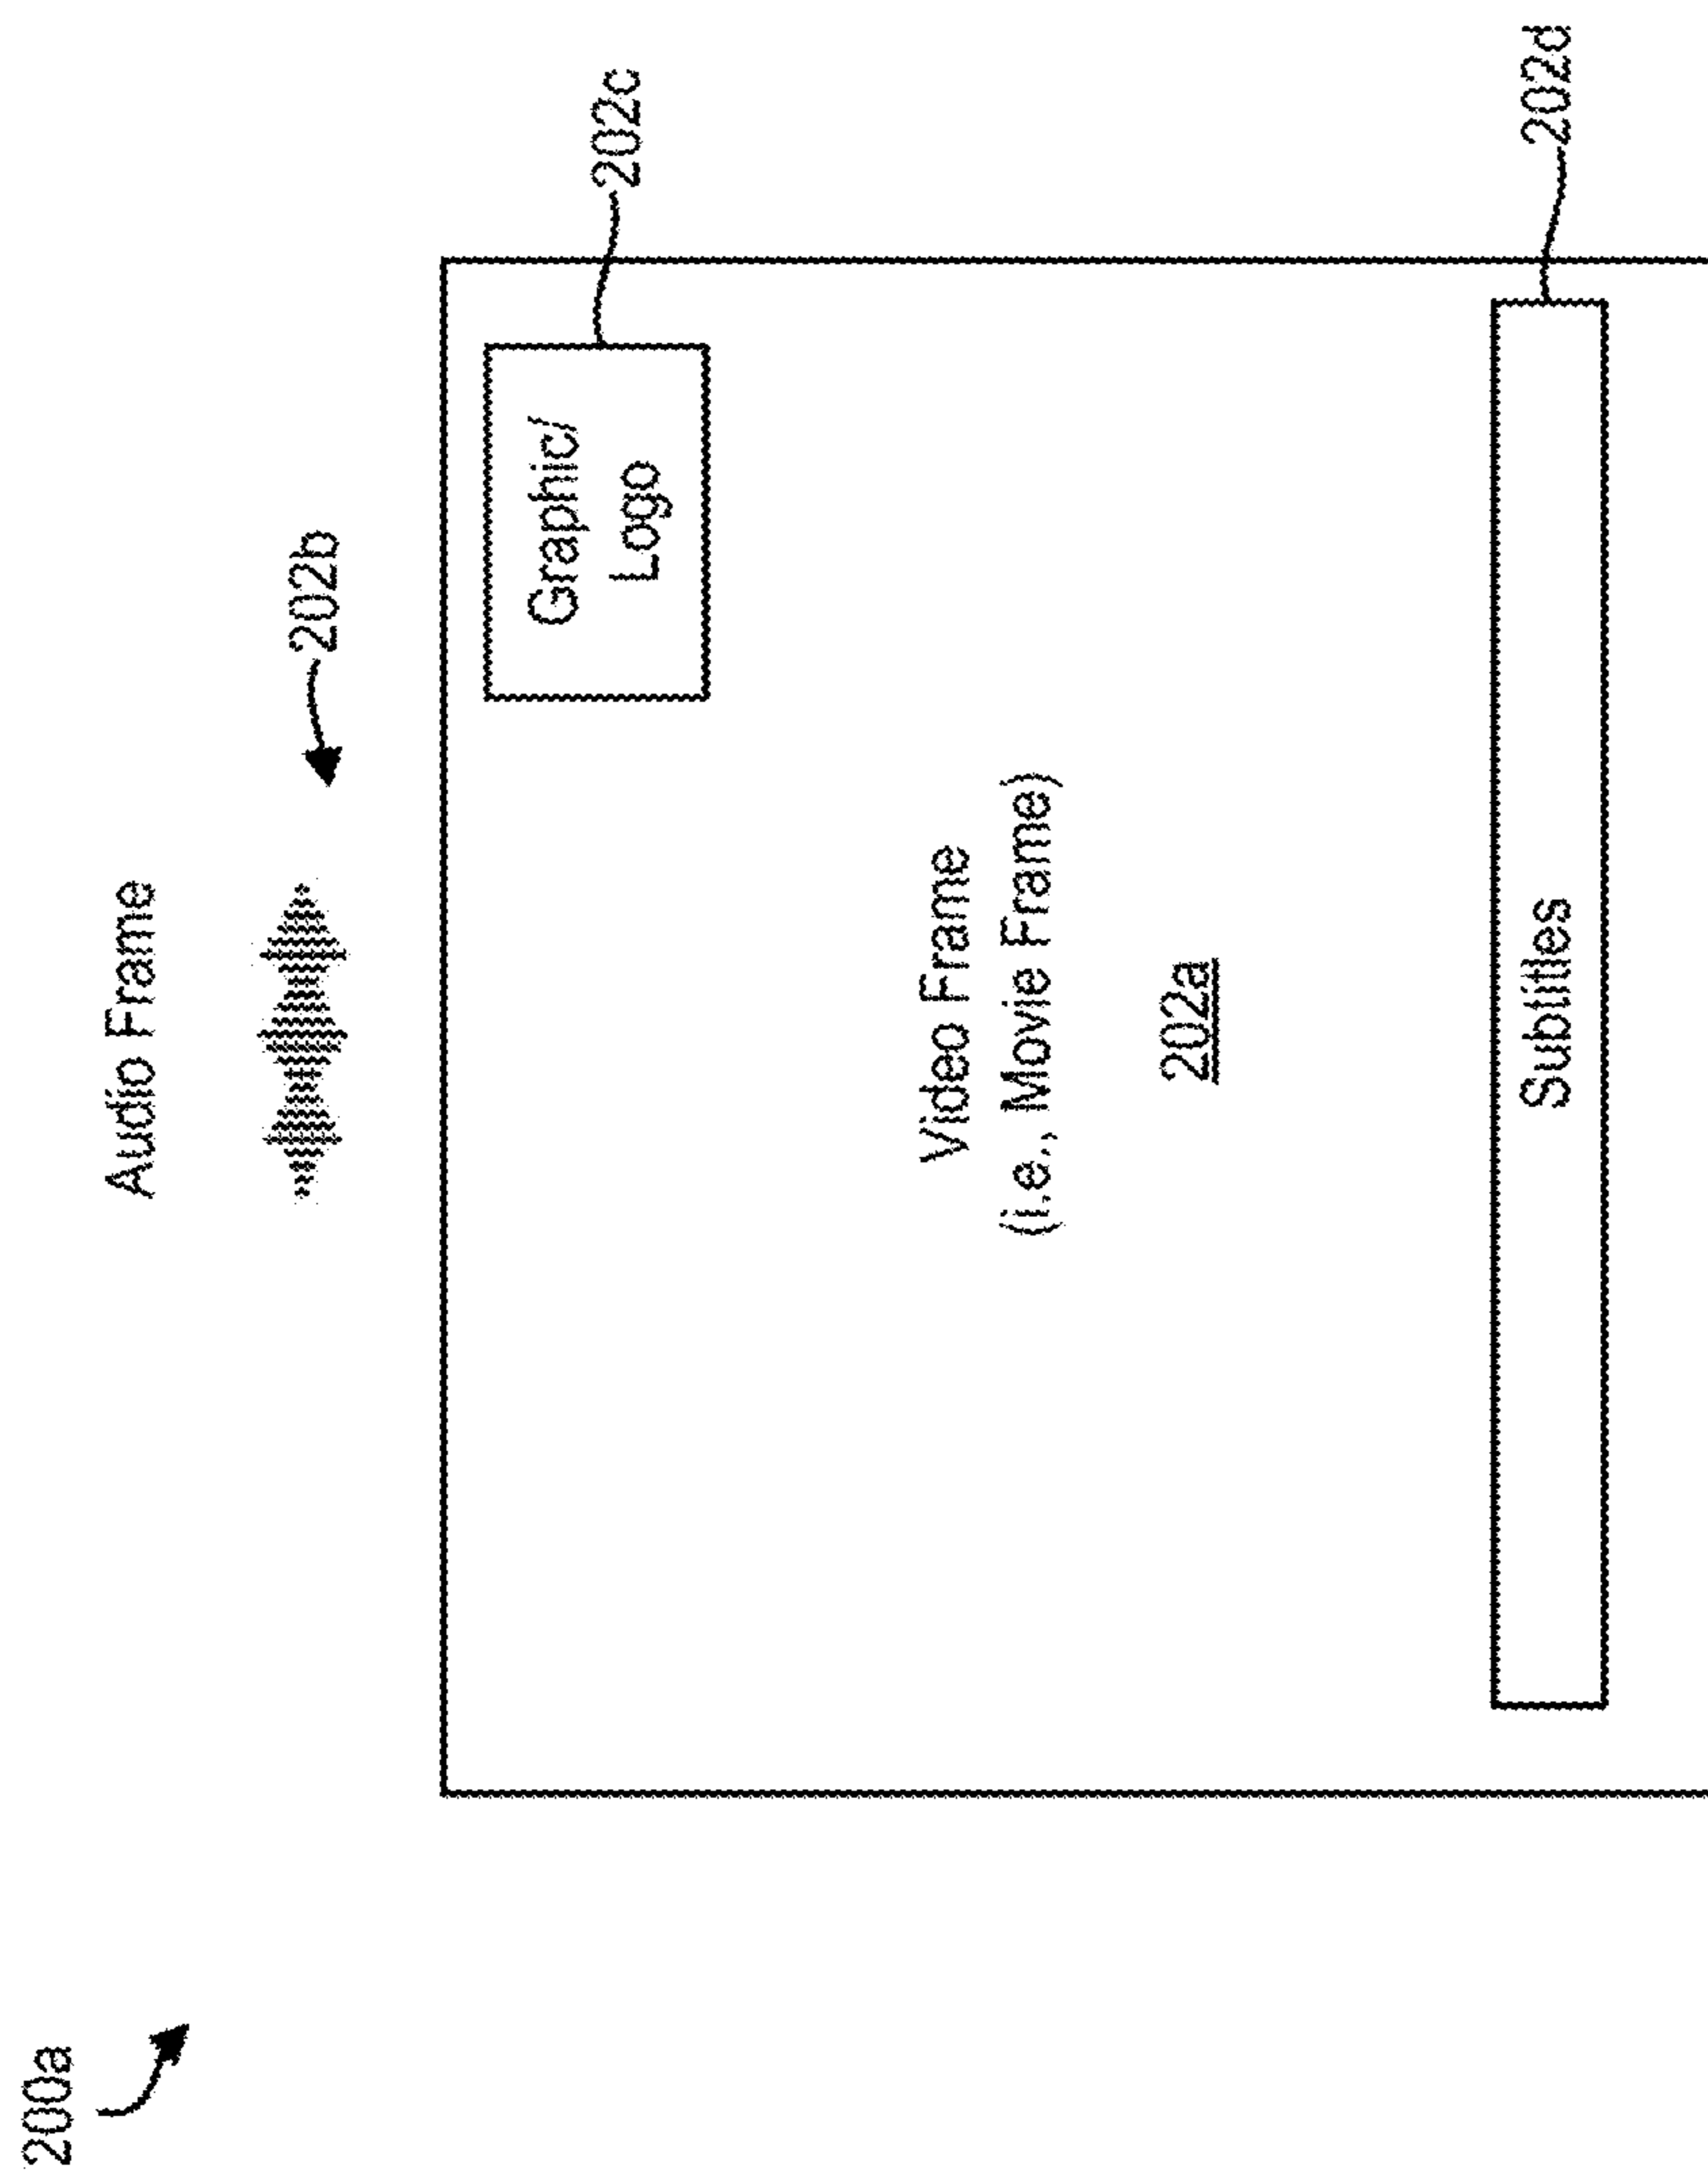 200a
Audio Frame
202b
Graphic/
Logo
202c
Video Frame
(i.e., Movie Frame)
202a
Subtitles
202d